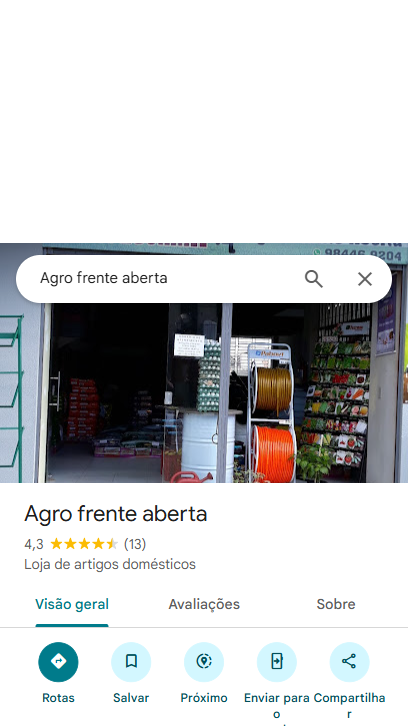 98446 9204
Agro frente aberta
Agro frente aberta
4,3 (13)
Loja de artigos domésticos
Visão geral
Avaliações
Sobre
Rotas
Salvar
Próximo
Enviar para o
Compartilhar